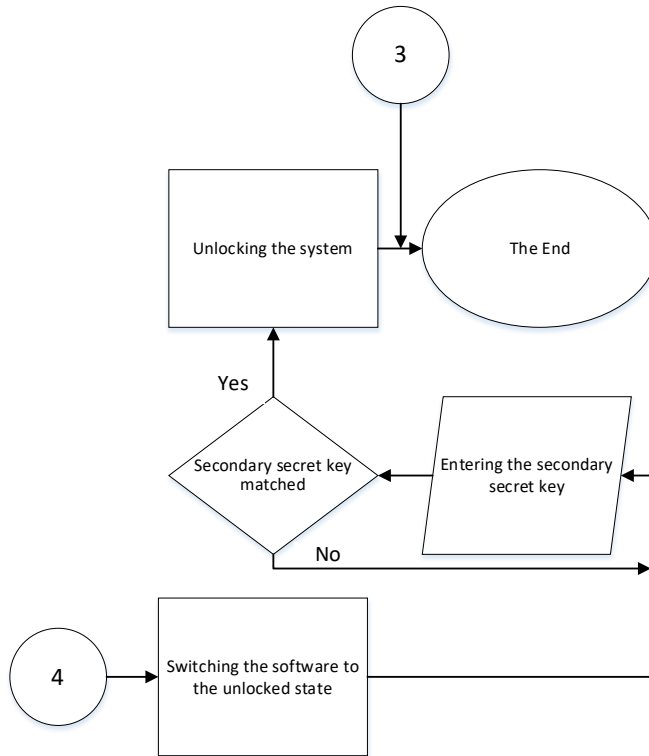 3
Unlocking the system
The End
Yes
Secondary secret key
matched
Entering the secondary
secret key
No
4
Switching the software to
the unlocked state